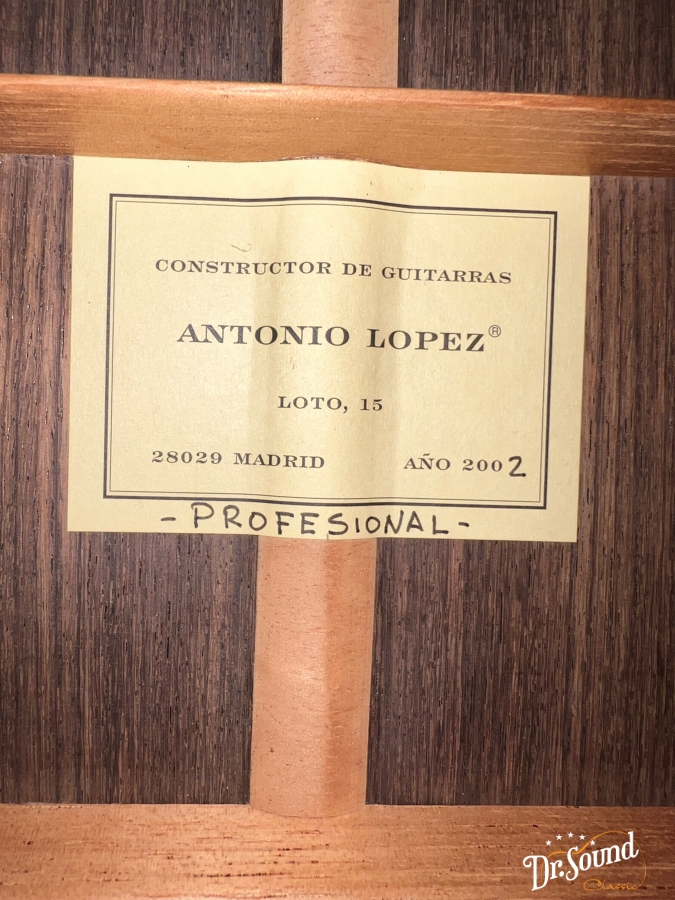 CONSTRUCTOR DE GUITARRAS
ANTONIO LOPEZ®
LOTO, 15
28029 MADRID AÑO 2002
- PROFESIONAL -
Dr. Sound
Classic